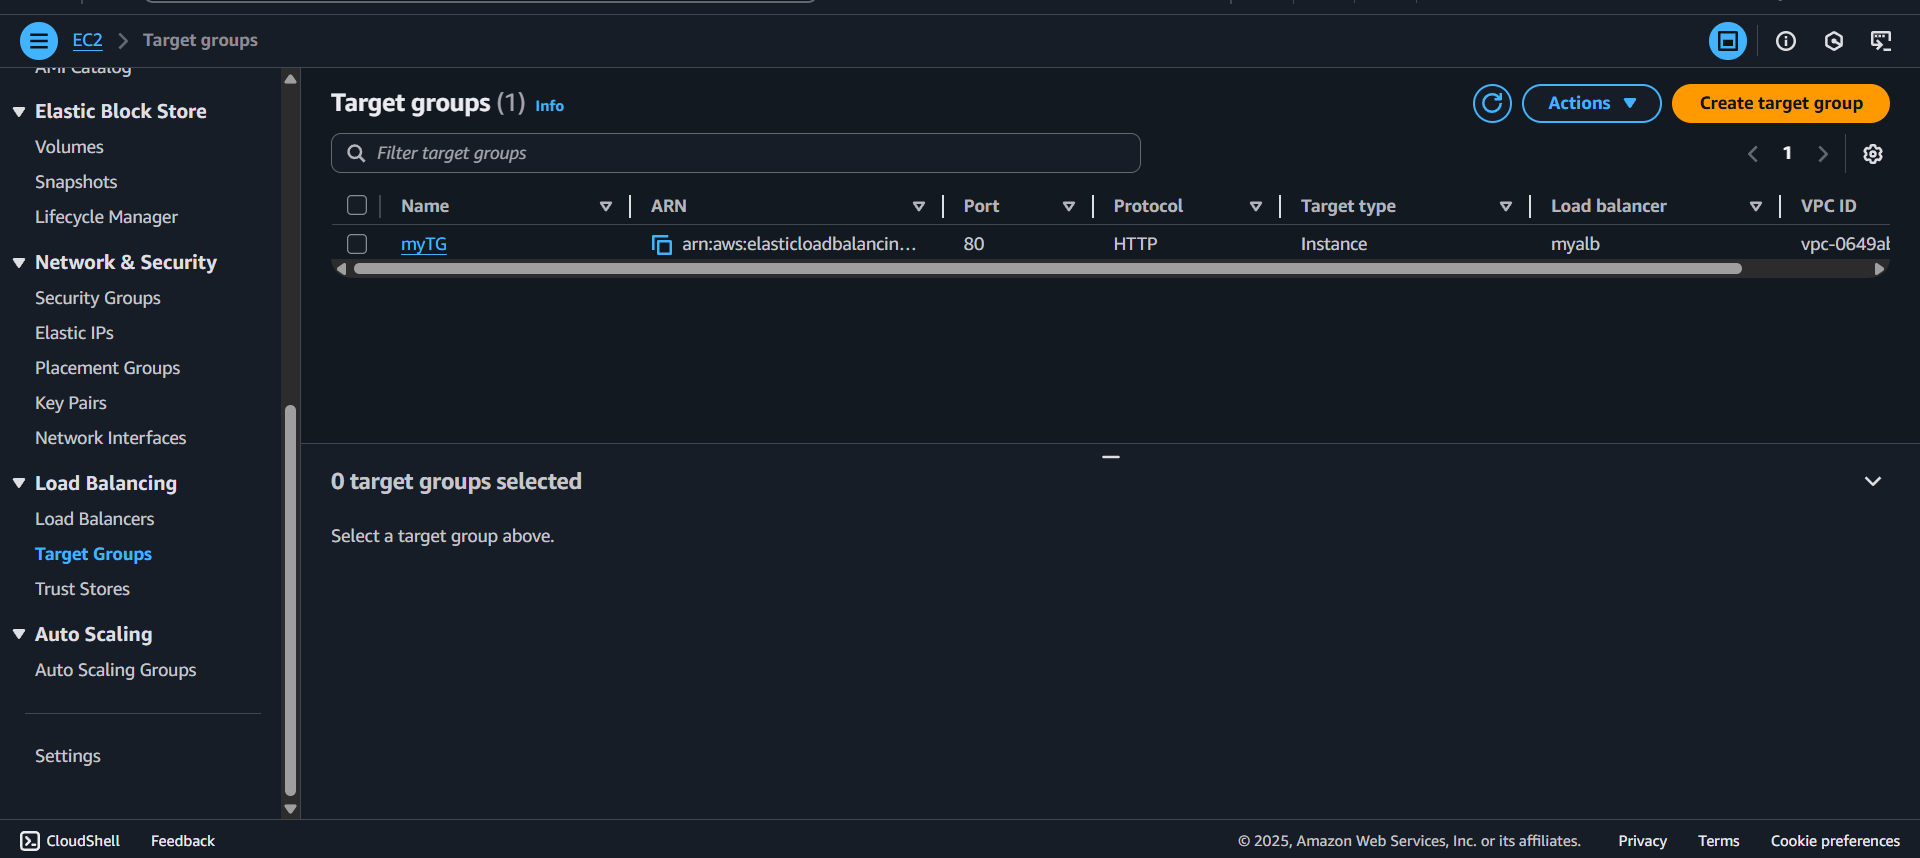 EC2 > Target groups
AMI Catalog
Elastic Block Store
Volumes
Snapshots
Lifecycle Manager
Network & Security
Security Groups
Elastic IPs
Placement Groups
Key Pairs
Network Interfaces
Load Balancing
Load Balancers
Target Groups
Trust Stores
Auto Scaling
Auto Scaling Groups
Settings
Target groups (1) Info
Actions
Create target group
Filter target groups
1
Name ARN Port Protocol Target type Load balancer VPC ID
myTG arn:aws:elasticloadbalancin... 80 HTTP Instance myalb vpc-0649ab
0 target groups selected
Select a target group above.
CloudShell Feedback © 2025, Amazon Web Services, Inc. or its affiliates. Privacy Terms Cookie preferences